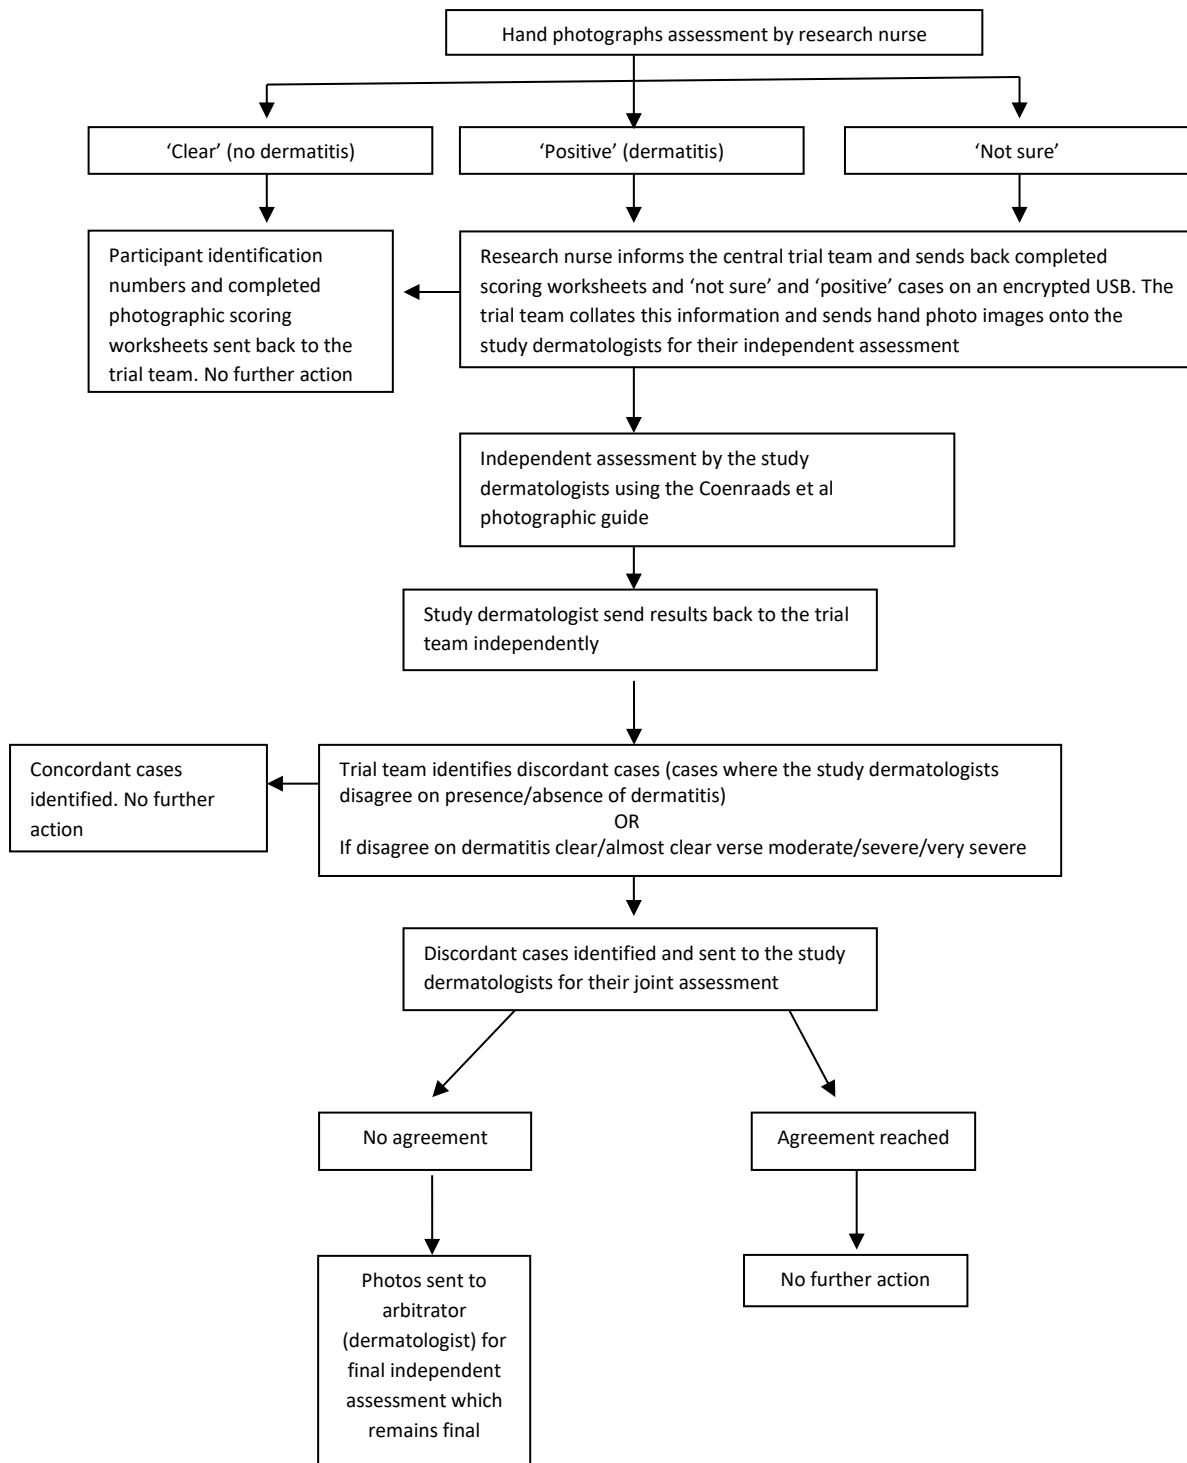 Hand photographs assessment by research nurse
‘Clear’ (no dermatitis)
‘Positive’ (dermatitis)
‘Not sure’
Participant identification
numbers and completed
photographic scoring
worksheets sent back to the
trial team. No further action
Research nurse informs the central trial team and sends back completed
scoring worksheets and ‘not sure’ and ‘positive’ cases on an encrypted USB. The
trial team collates this information and sends hand photo images onto the
study dermatologists for their independent assessment
Independent assessment by the study
dermatologists using the Coenraads et al
photographic guide
Study dermatologist send results back to the trial
team independently
Concordant cases
identified. No further
action
Trial team identifies discordant cases (cases where the study dermatologists
disagree on presence/absence of dermatitis)
OR
If disagree on dermatitis clear/almost clear verse moderate/severe/very severe
Discordant cases identified and sent to the study
dermatologists for their joint assessment
No agreement
Agreement reached
Photos sent to
arbitrator
(dermatologist) for
final independent
assessment which
remains final
No further action